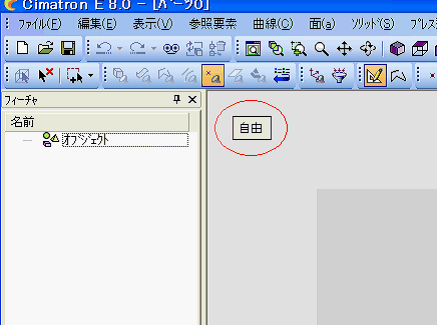 Cimatron E 8.0 - [パーツ0]
ファイル(F) 編集(E) 表示(V) 参照要素 曲線(C) 面(a) ソリッド(S) プレス
フィーチャ
名前
オブジェクト
自由